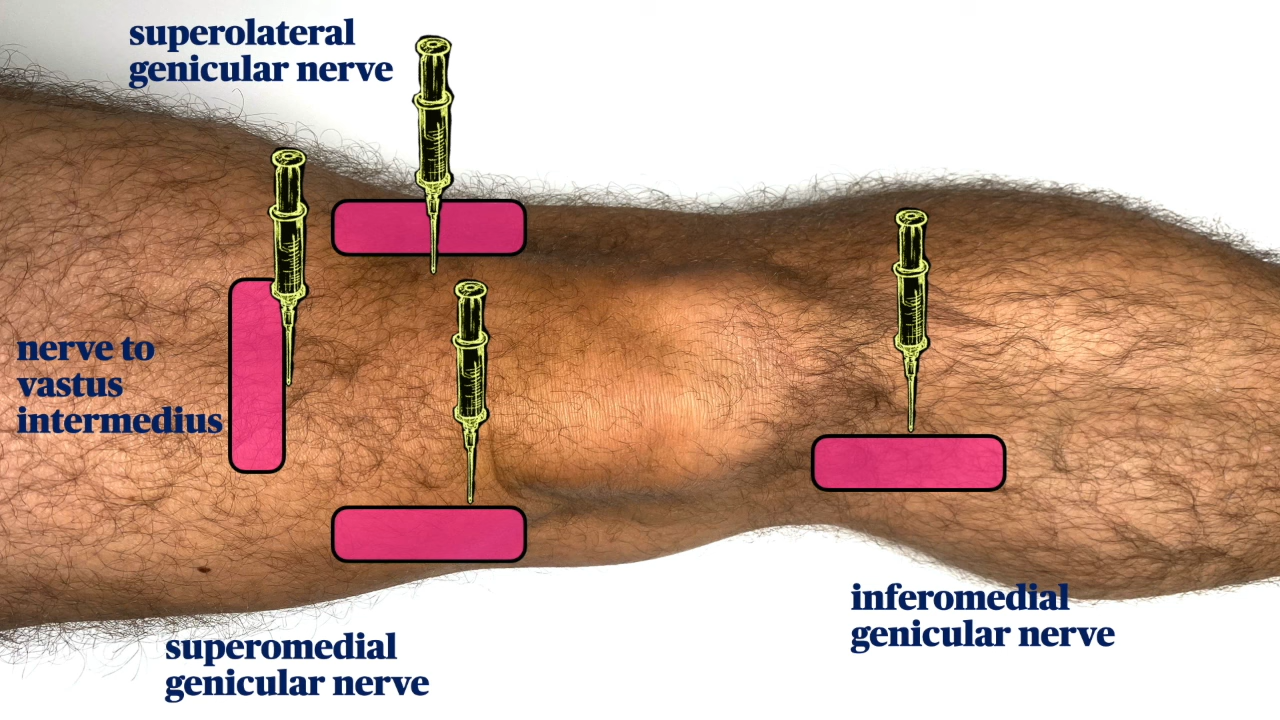 superolateral
genicular nerve
nerve to
vastus
intermedius
superomedial
genicular nerve
inferomedial
genicular nerve